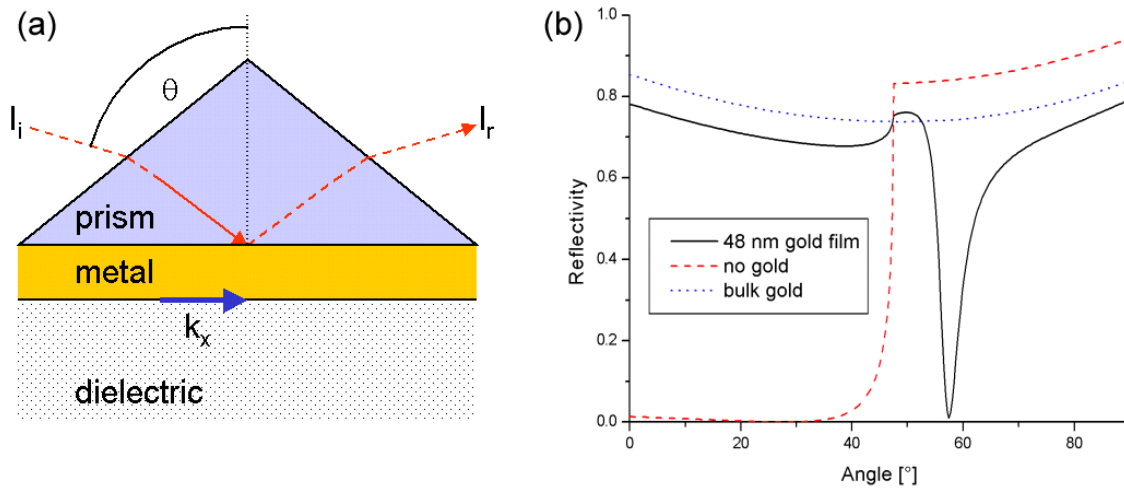 (a)
θ
I_i
I_r
prism
metal
k_x
dielectric
(b)
Reflectivity
1.0
0.8
0.6
0.4
0.2
0.0
48 nm gold film
no gold
bulk gold
0 20 40 60 80
Angle [°]